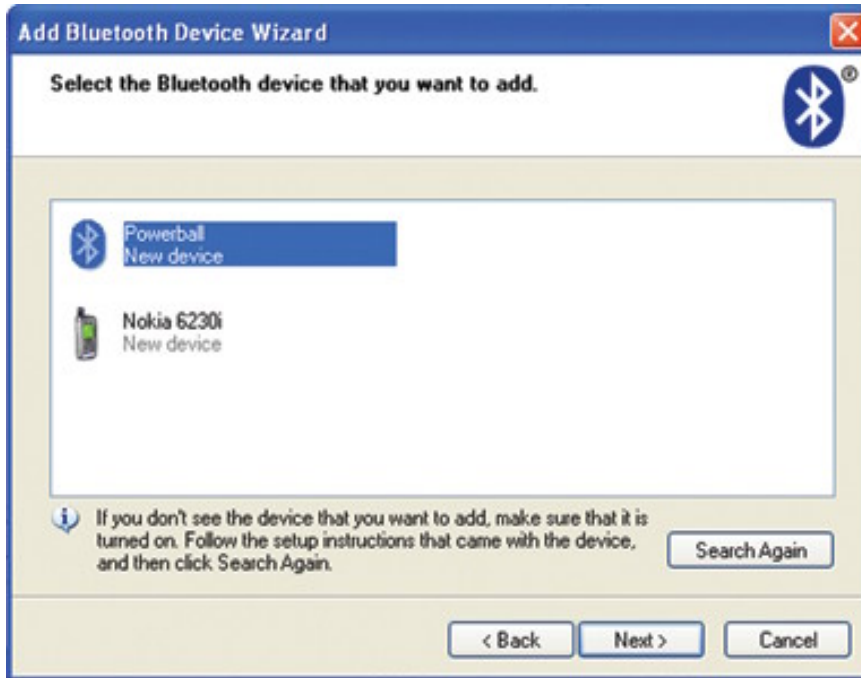 Add Bluetooth Device Wizard
Select the Bluetooth device that you want to add.
®
Powerball
New device
Nokia 6230i
New device
If you don't see the device that you want to add, make sure that it is
turned on. Follow the setup instructions that came with the device,
and then click Search Again.
Search Again
< Back
Next >
Cancel